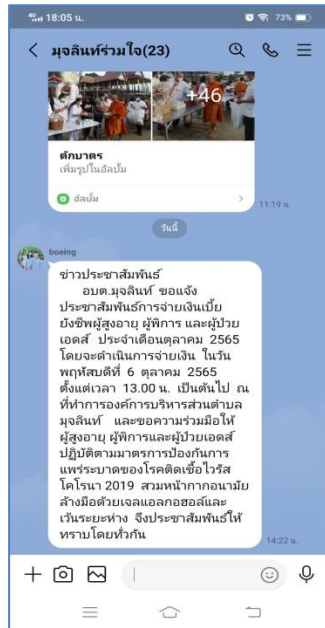 18:05 น.
73%
มุจลินท์ร่วมใจ(23)
+46
ตักบาตร
เพิ่มรูปในอัลบั้ม
อัลบั้ม
11:19 น.
วันนี้
boeing
ข่าวประชาสัมพันธ์
อบต.มุจลินท์ ขอแจ้ง
ประชาสัมพันธ์การจ่ายเงินเบี้ย
ยังชีพผู้สูงอายุ ผู้พิการ และผู้ป่วย
เอดส์ ประจำเดือนตุลาคม 2565
โดยจะดำเนินการจ่ายเงิน ในวัน
พฤหัสบดีที่ 6 ตุลาคม 2565
ตั้งแต่เวลา 13.00 น. เป็นต้นไป ณ
ที่ทำการองค์การบริหารส่วนตำบล
มุจลินท์ และขอความร่วมมือให้
ผู้สูงอายุ ผู้พิการและผู้ป่วยเอดส์
ปฏิบัติตามมาตรการป้องกันการ
แพร่ระบาดของโรคติดเชื้อไวรัส
โคโรนา 2019 สวมหน้ากากอนามัย
ล้างมือด้วยเจลแอลกอฮอล์และ
เว้นระยะห่าง จึงประชาสัมพันธ์ให้
ทราบโดยทั่วกัน
14:22 น.